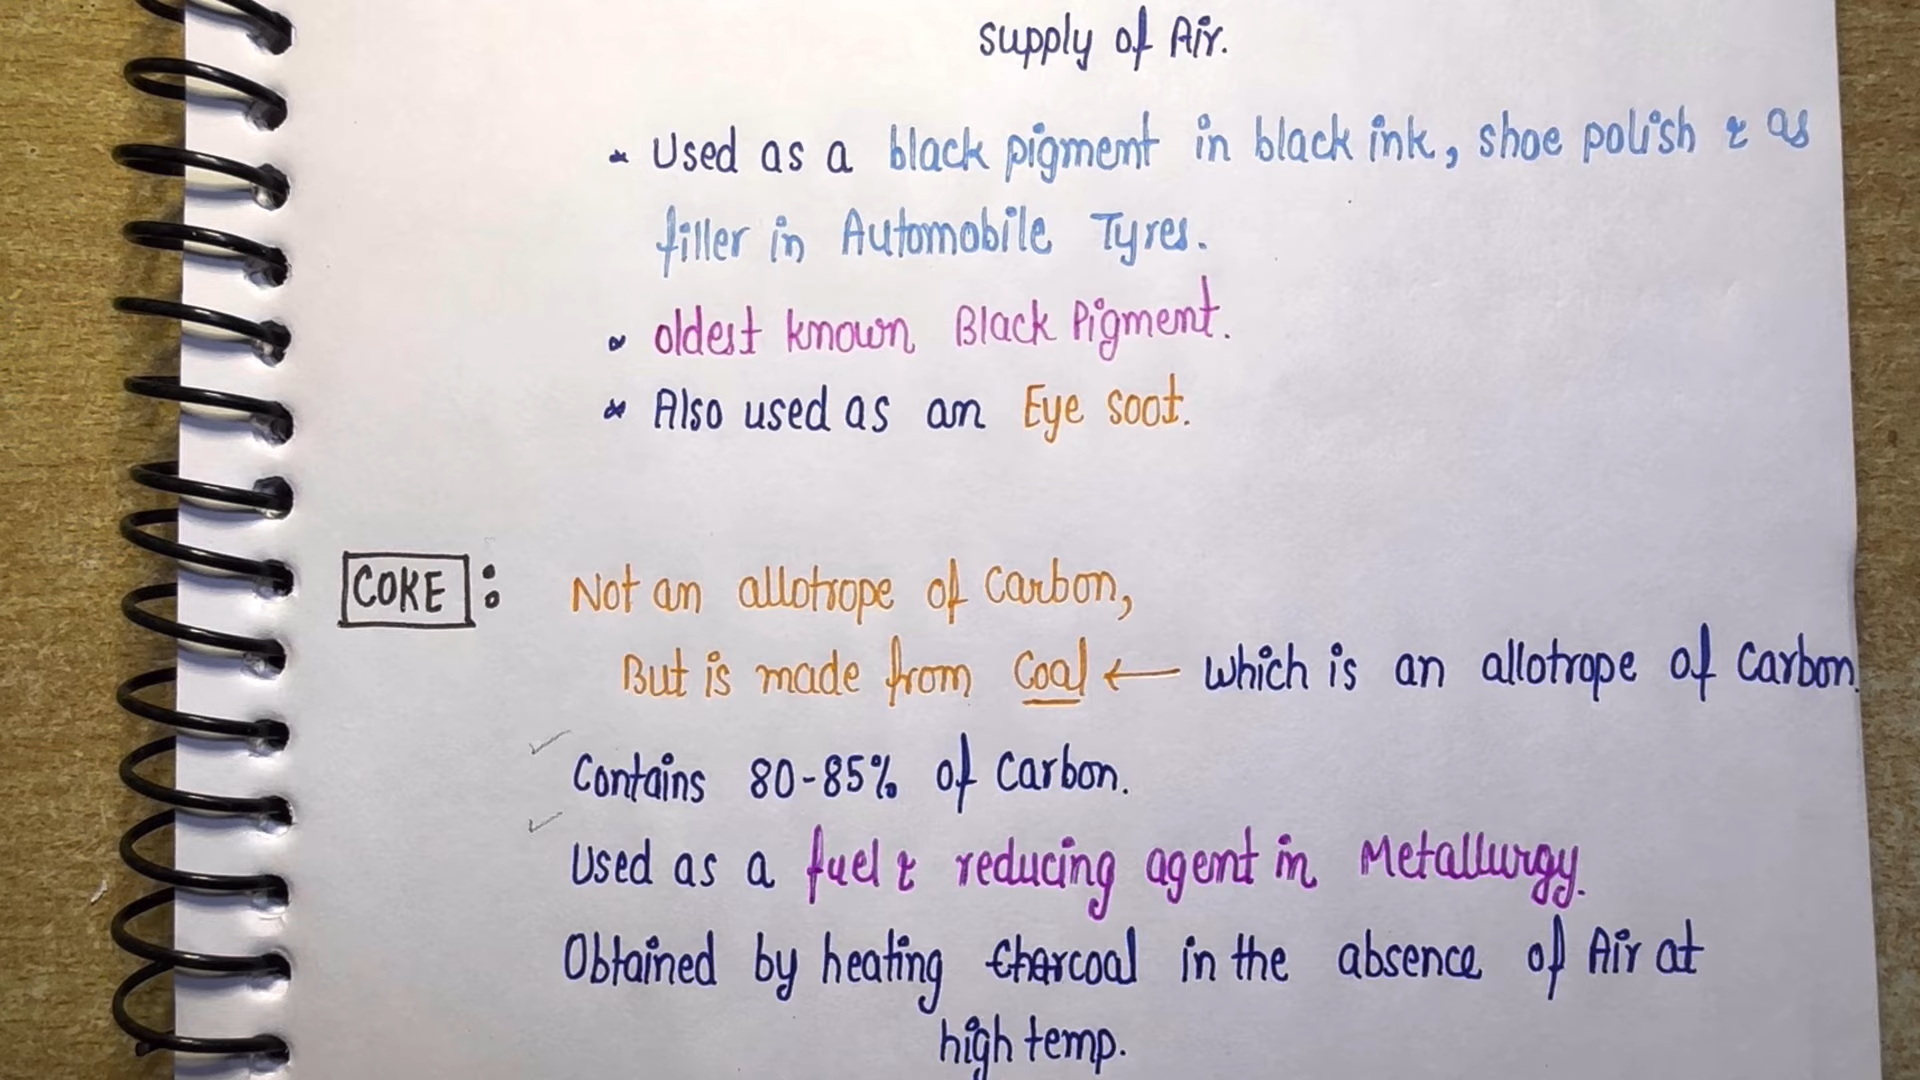 supply of Air.
* Used as a black pigment in black ink, shoe polish & as
filler in Automobile Tyres.
* oldest known Black Pigment.
* Also used as an Eye soot.
COKE : Not an allotrope of Carbon,
But is made from Coal ← which is an allotrope of Carbon.
✓ Contains 80-85% of Carbon.
✓ Used as a fuel & reducing agent in Metallurgy.
Obtained by heating Charcoal in the absence of Air at
high temp.